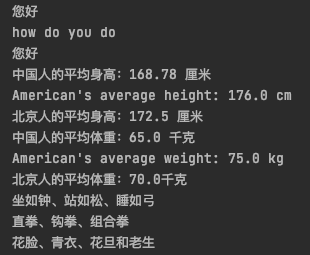 您好
how do you do
您好
中国人的平均身高：168.78 厘米
American's average height: 176.0 cm
北京人的平均身高：172.5 厘米
中国人的平均体重：65.0 千克
American's average weight: 75.0 kg
北京人的平均体重：70.0千克
坐如钟、站如松、睡如弓
直拳、钩拳、组合拳
花脸、青衣、花旦和老生